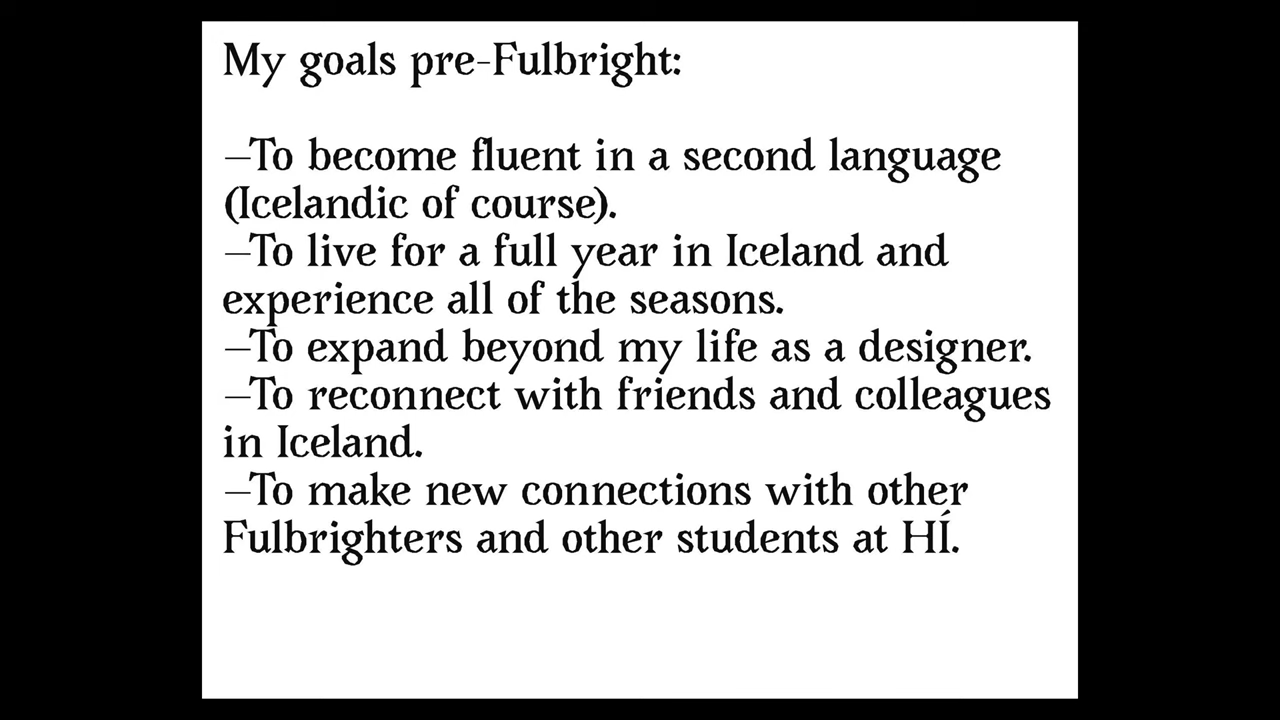 My goals pre-Fulbright:
–To become fluent in a second language
(Icelandic of course).
–To live for a full year in Iceland and
experience all of the seasons.
–To expand beyond my life as a designer.
–To reconnect with friends and colleagues
in Iceland.
–To make new connections with other
Fulbrighters and other students at HÍ.